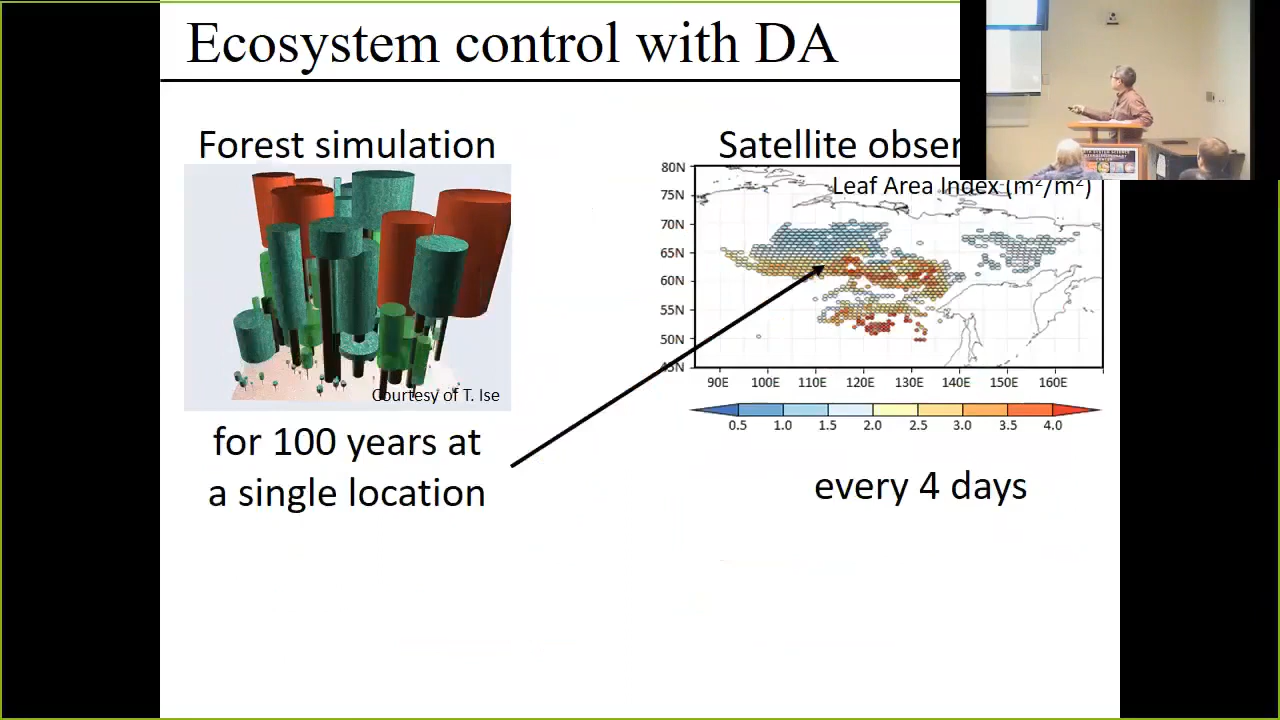 Ecosystem control with DA
Forest simulation
Courtesy of T. Ise
for 100 years at
a single location
Satellite obser
Leaf Area Index (m²/m²)
80N
75N
70N
65N
60N
55N
50N
90E 100E 110E 120E 130E 140E 150E 160E
0.5 1.0 1.5 2.0 2.5 3.0 3.5 4.0
every 4 days